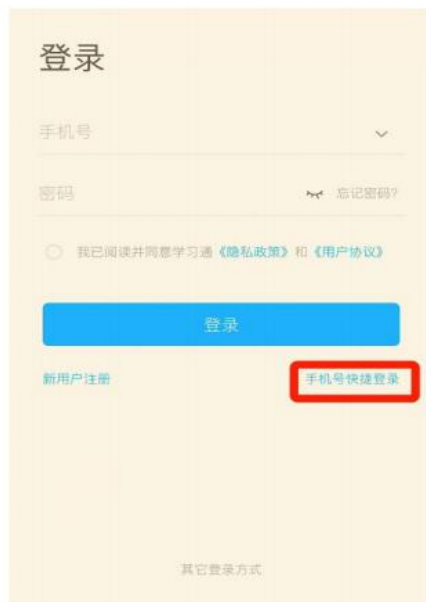 登录
手机号
密码 忘记密码?
我已阅读并同意学习通《隐私政策》和《用户协议》
登录
新用户注册 手机号快捷登录
其它登录方式